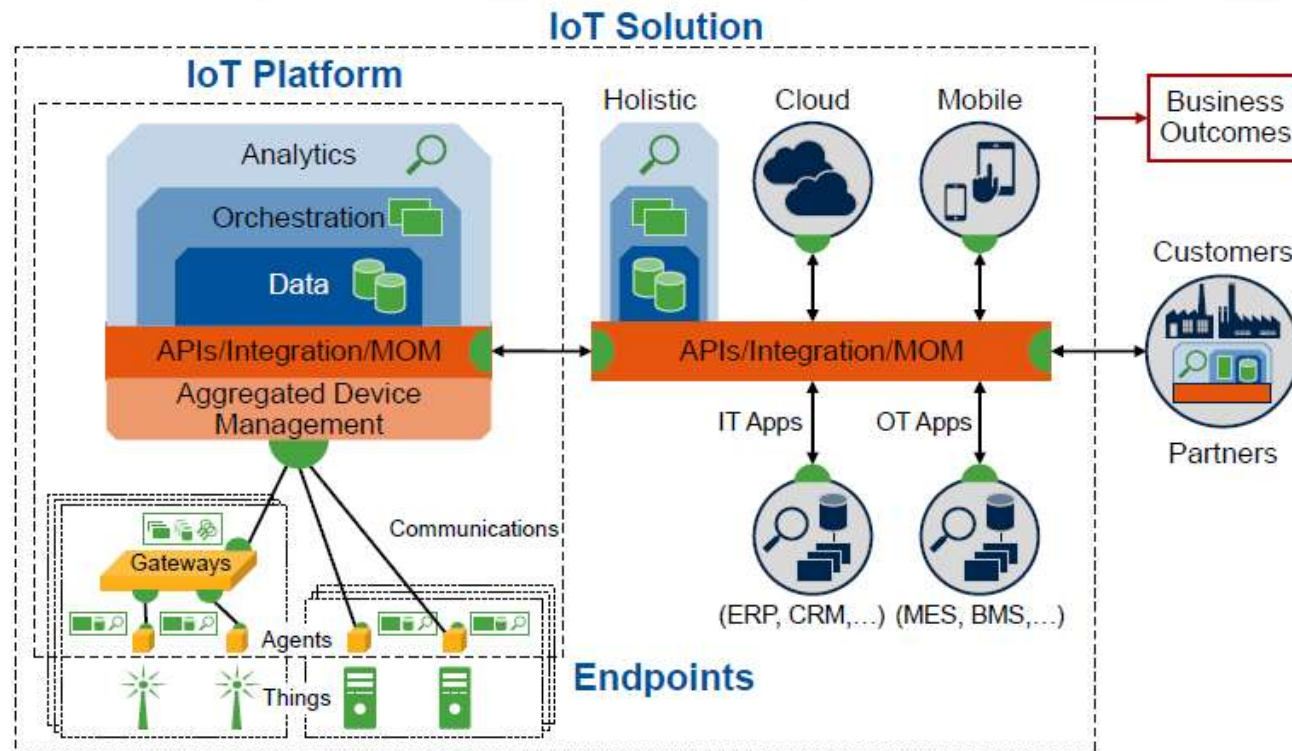 IoT Solution
IoT Platform
Analytics
Orchestration
Data
APIs/Integration/MOM
Aggregated Device
Management
Communications
Gateways
Agents
Things
Endpoints
Holistic
Cloud
Mobile
APIs/Integration/MOM
IT Apps
OT Apps
(ERP, CRM,...)
(MES, BMS,...)
Business
Outcomes
Customers
Partners